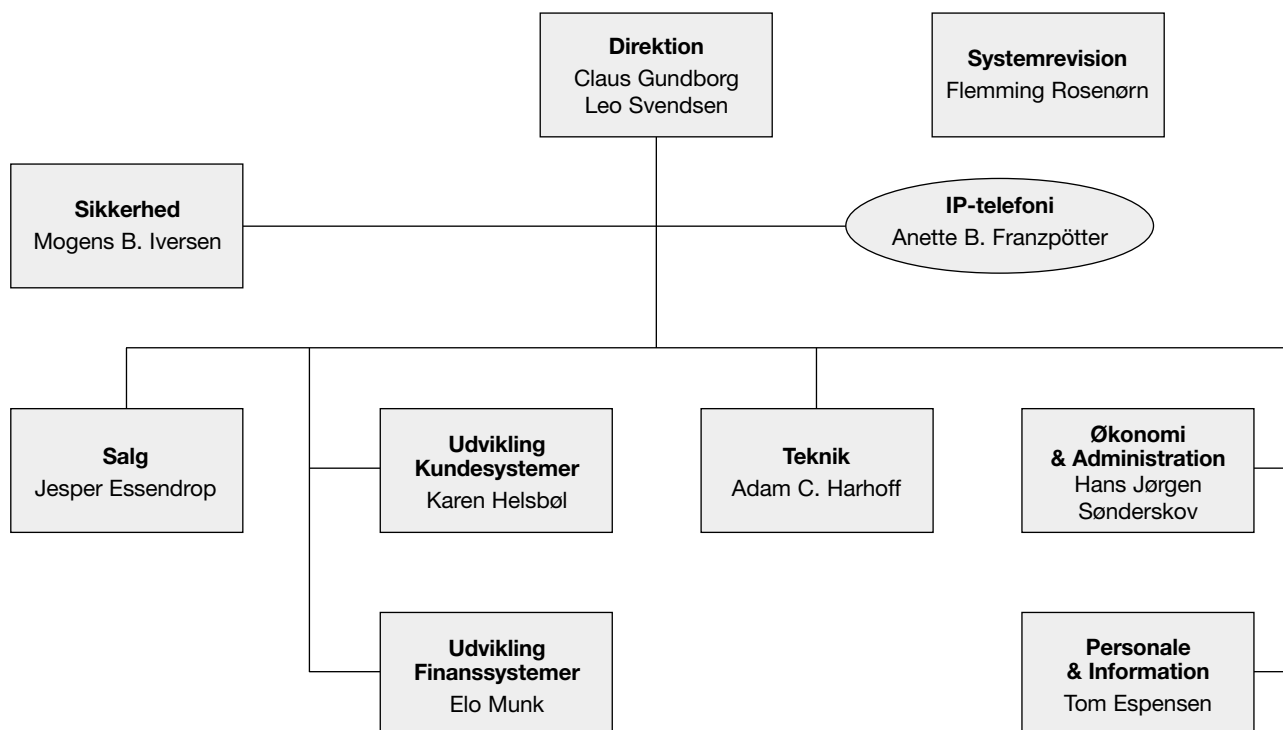 Direktion
Claus Gundborg
Leo Svendsen
Systemrevision
Flemming Rosenørn
Sikkerhed
Mogens B. Iversen
IP-telefoni
Anette B. Franzpötter
Salg
Jesper Essendrop
Udvikling
Kundesystemer
Karen Helsbøl
Teknik
Adam C. Harhoff
Økonomi
& Administration
Hans Jørgen
Sønderskov
Udvikling
Finanssystemer
Elo Munk
Personale
& Information
Tom Espensen